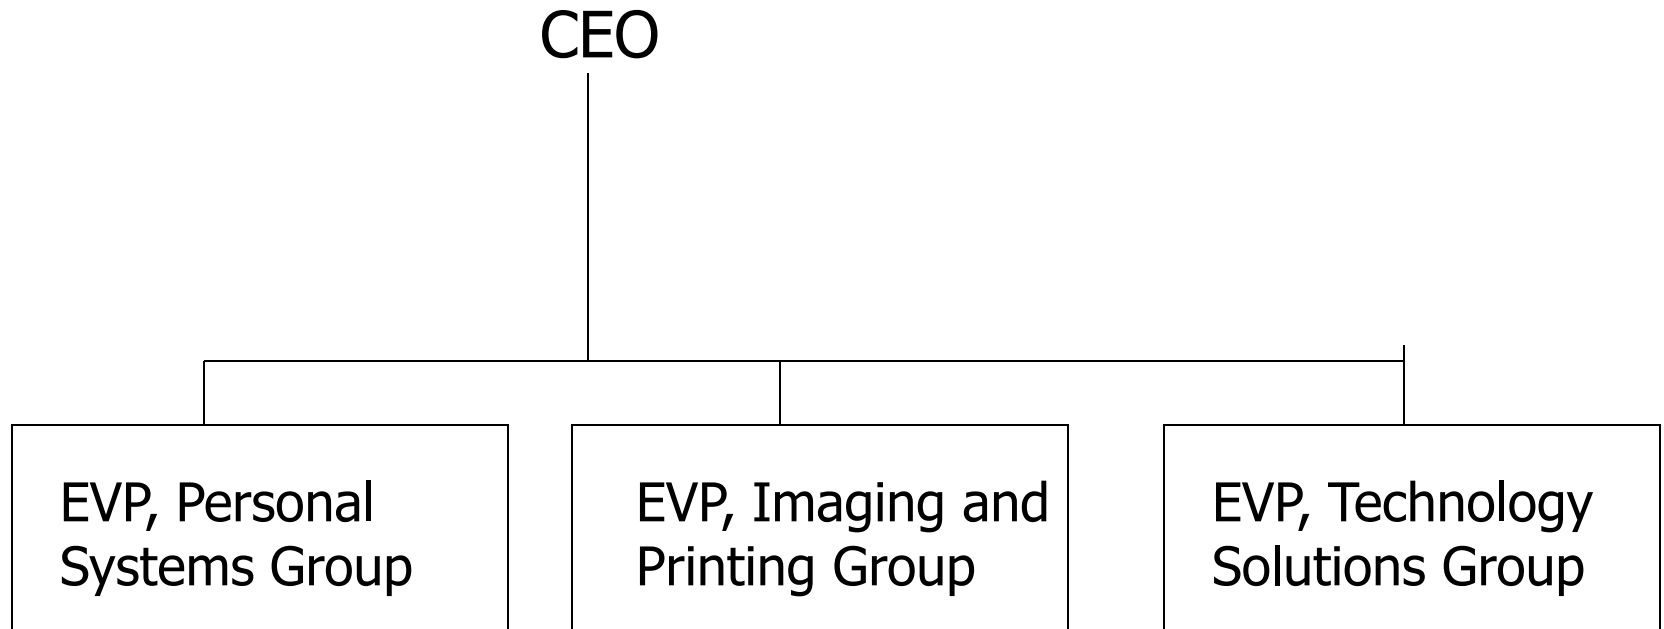 CEO
EVP, Personal
Systems Group
EVP, Imaging and
Printing Group
EVP, Technology
Solutions Group